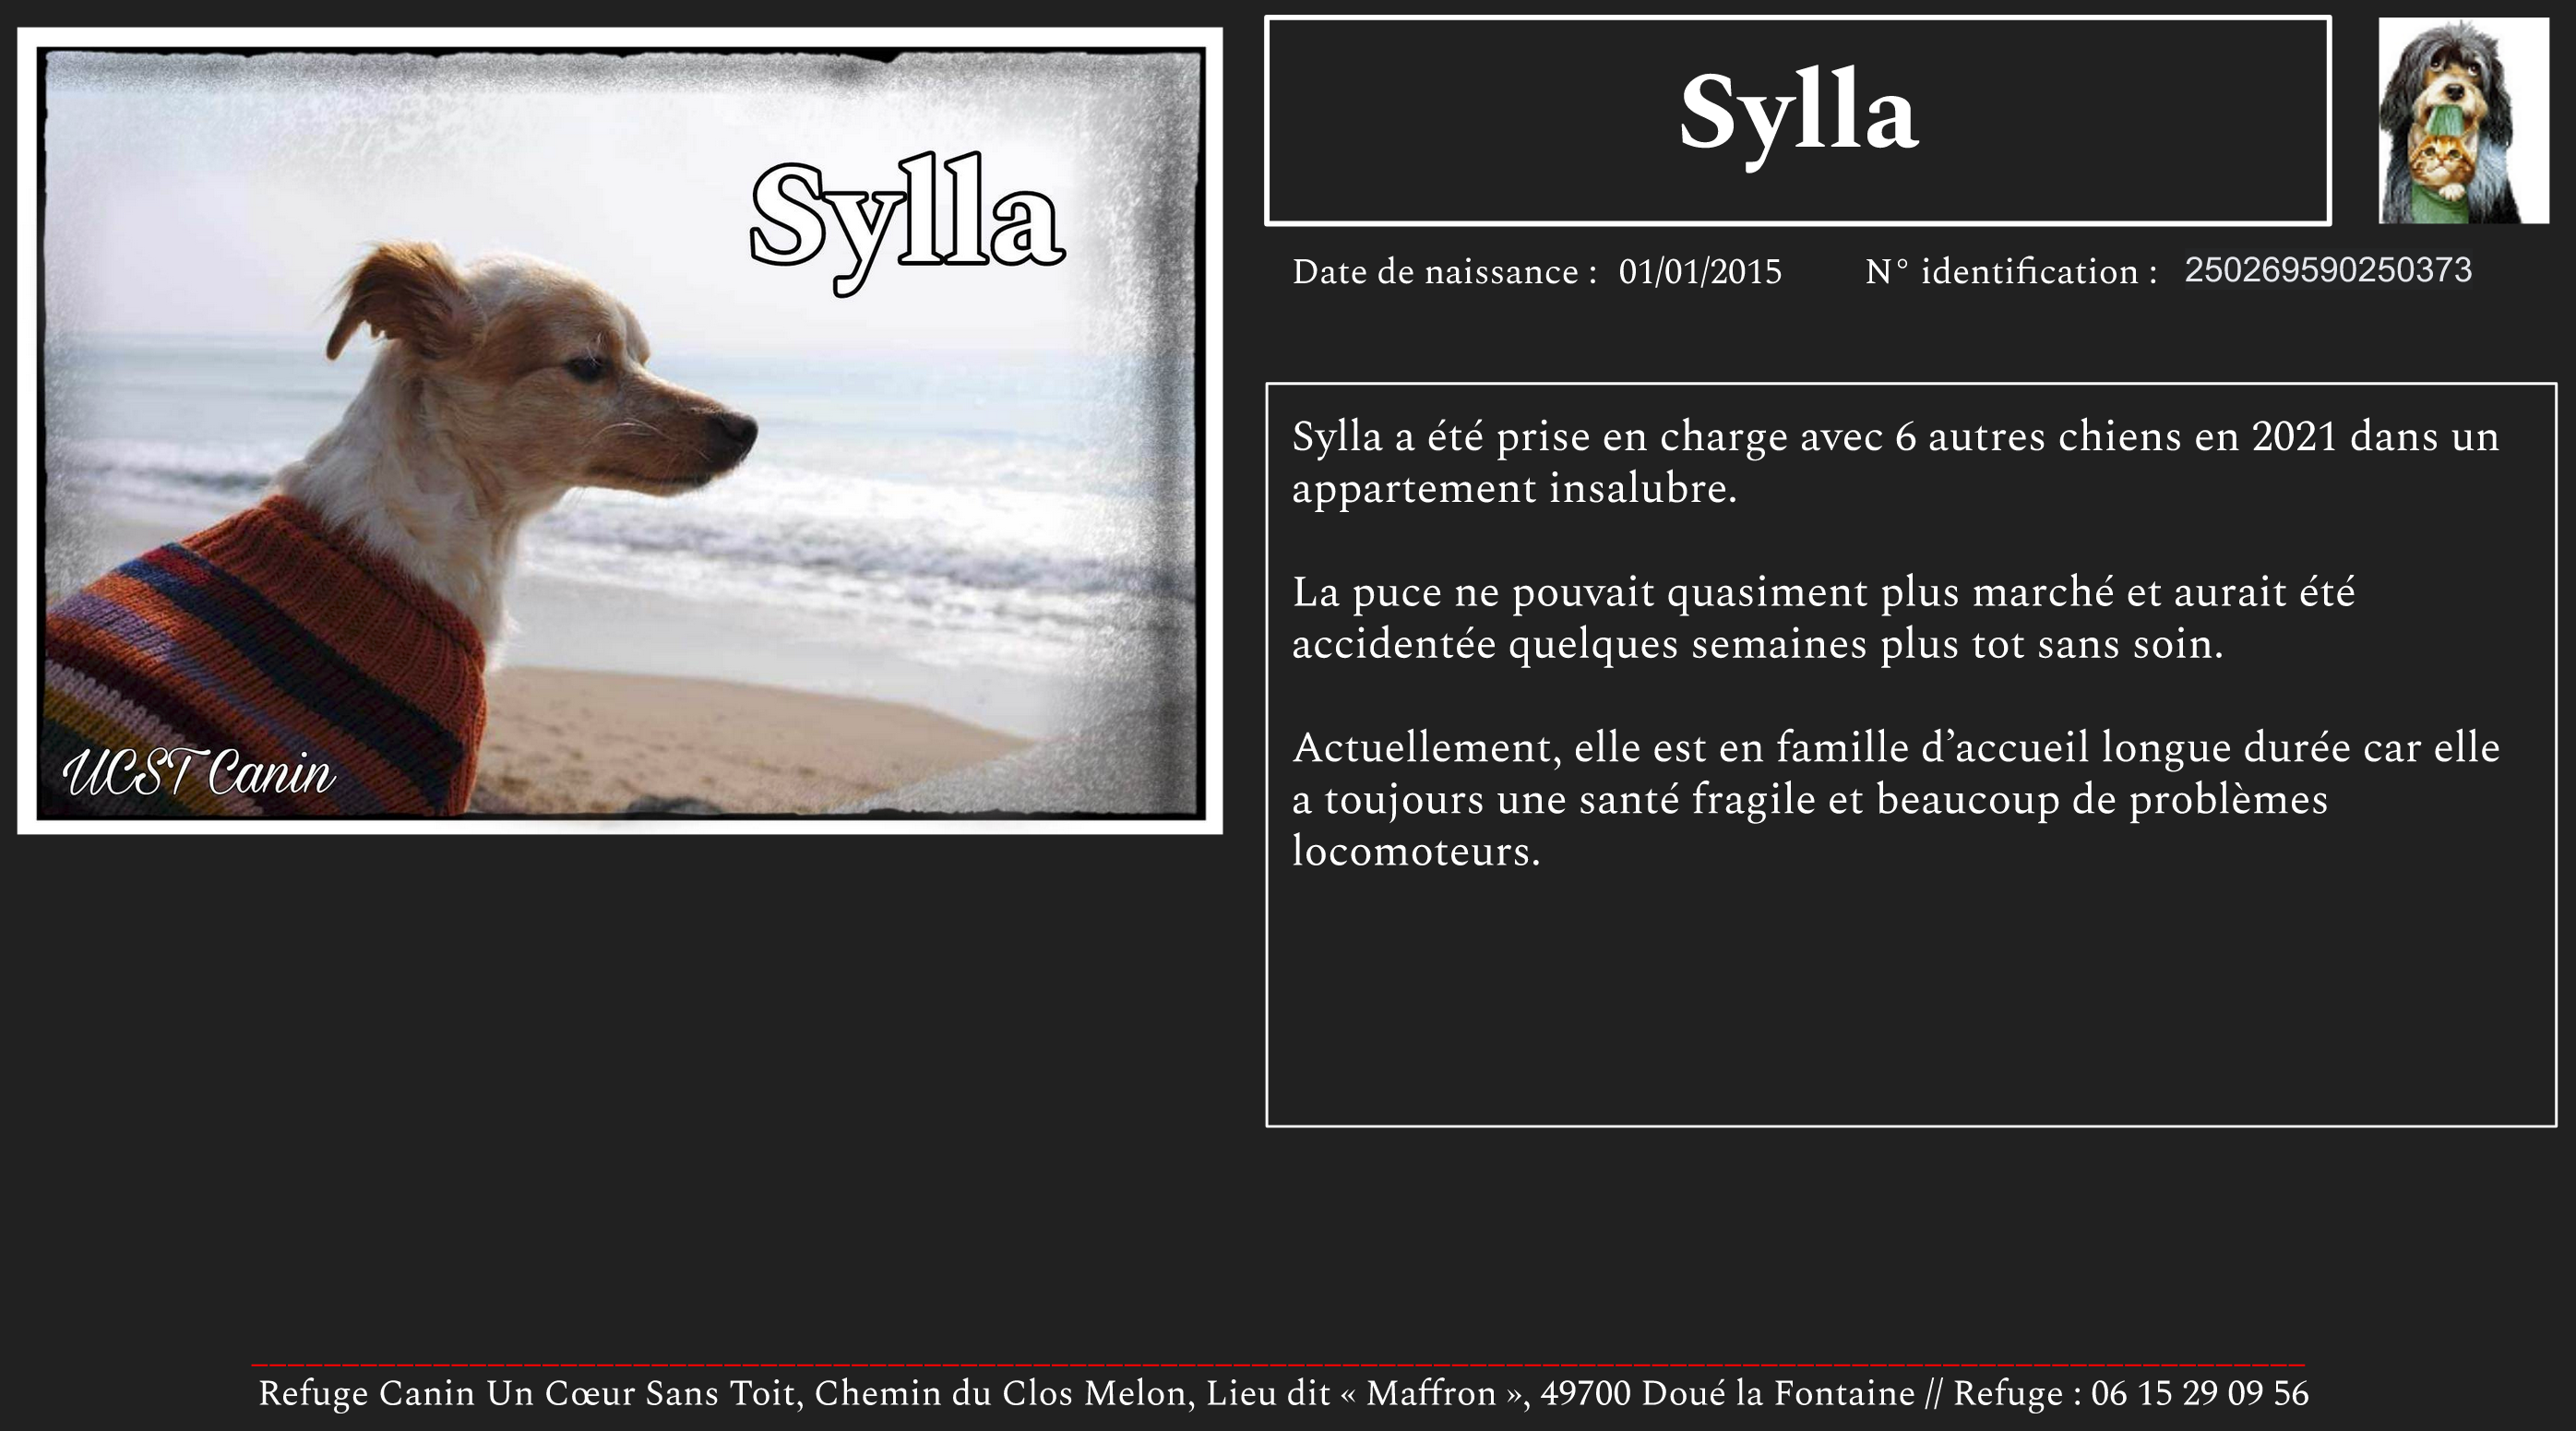 Sylla
UCST Canin
Sylla
Date de naissance : 01/01/2015 N° identification : 250269590250373
Sylla a été prise en charge avec 6 autres chiens en 2021 dans un
appartement insalubre.
La puce ne pouvait quasiment plus marché et aurait été
accidentée quelques semaines plus tot sans soin.
Actuellement, elle est en famille d’accueil longue durée car elle
a toujours une santé fragile et beaucoup de problèmes
locomoteurs.
Refuge Canin Un Cœur Sans Toit, Chemin du Clos Melon, Lieu dit « Maffron », 49700 Doué la Fontaine // Refuge : 06 15 29 09 56